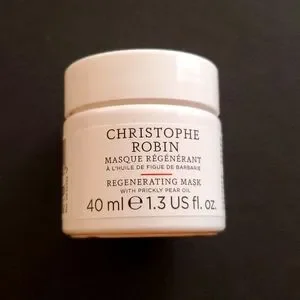 CHRISTOPHE
ROBIN
MASQUE RÉGÉNÉRANT
À L'HUILE DE FIGUE DE BARBARIE
REGENERATING MASK
WITH PRICKLY PEAR OIL
40 ml ℮ 1.3 US fl. oz.